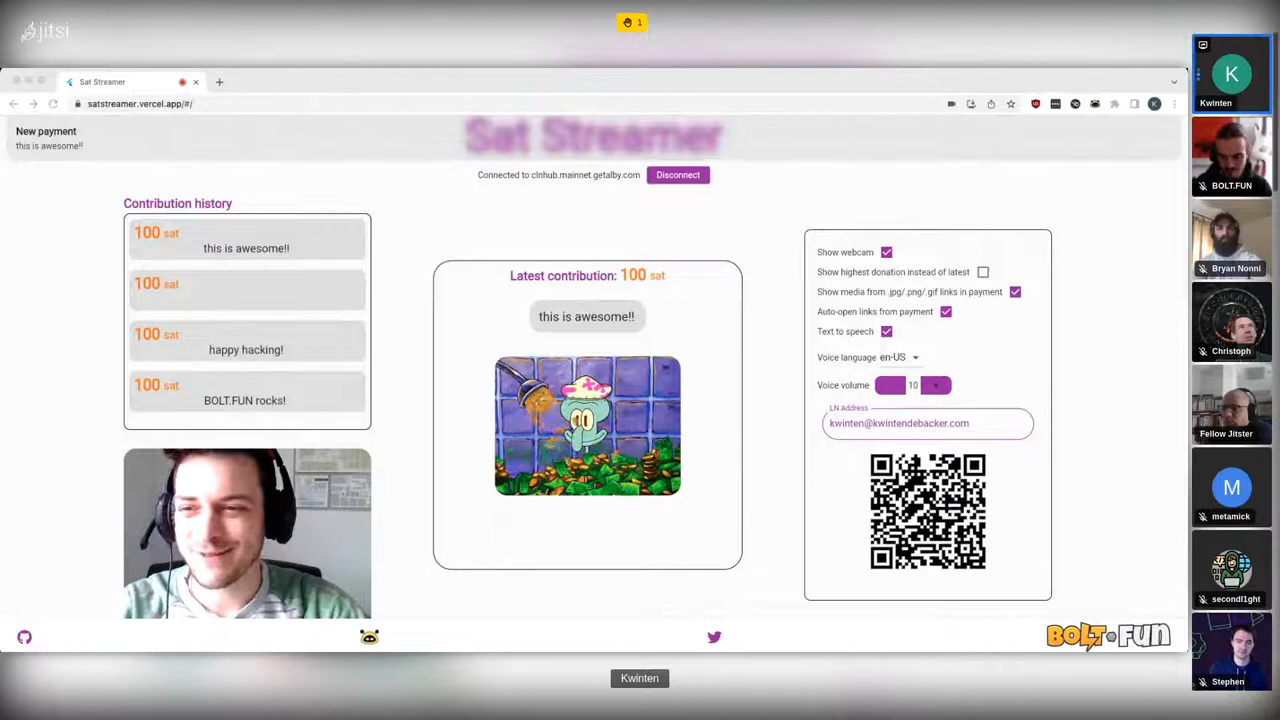 jitsi
1
Sat Streamer
satstreamer.vercel.app/#/
K
New payment
this is awesome!!
Sat Streamer
Connected to clnhub.mainnet.getalby.com
Disconnect
Contribution history
100 sat
this is awesome!!
100 sat
100 sat
happy hacking!
100 sat
BOLT.FUN rocks!
Latest contribution: 100 sat
this is awesome!!
Show webcam
Show highest donation instead of latest
Show media from .jpg/.png/.gif links in payment
Auto-open links from payment
Text to speech
Voice language en-US
Voice volume
10
LN Address
kwinten@kwintendebacker.com
BOLT FUN
Kwinten
K
Kwinten
BOLT.FUN
Bryan Nonni
Christoph
Fellow Jitster
M
metamick
secondl1ght
Stephen